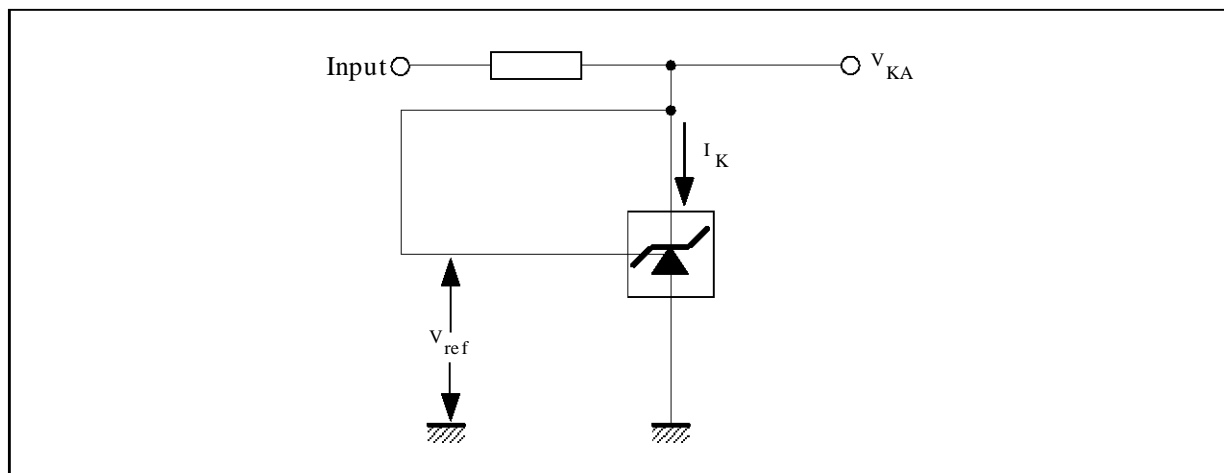 Input
V KA
I K
V ref